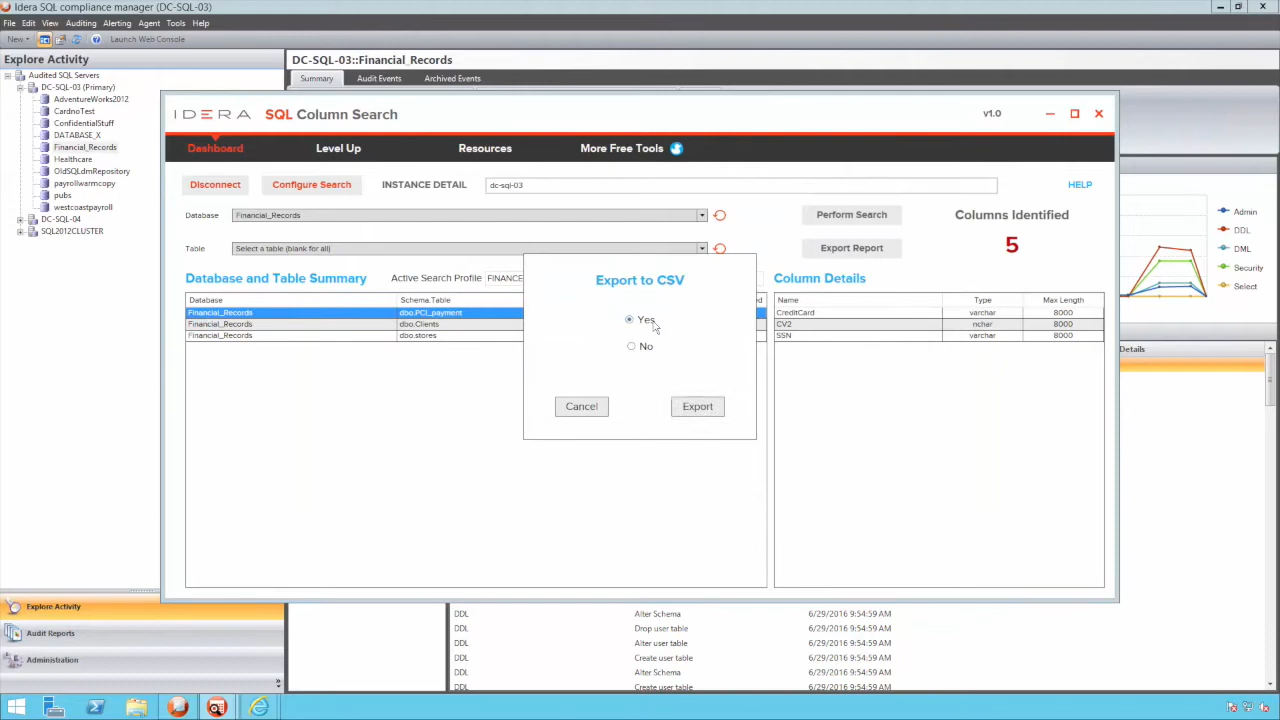 Idera SQL compliance manager (DC-SQL-03)
File Edit View Auditing Alerting Agent Tools Help
New Launch Web Console
Explore Activity
DC-SQL-03::Financial_Records
Summary Audit Events Archived Events
Audited SQL Servers
DC-SQL-03 (Primary)
AdventureWorks2012
CardnoTest
ConfidentialStuff
DATABASE_X
Financial_Records
Healthcare
OldSQLdmRepository
payrollwarmcopy
pubs
westcoastpayroll
DC-SQL-04
SQL2012CLUSTER
IDERA SQL Column Search v1.0
Dashboard Level Up Resources More Free Tools
Disconnect Configure Search INSTANCE DETAIL dc-sql-03 HELP
Database Financial_Records Perform Search Columns Identified
Table Select a table (blank for all) Export Report 5
Database and Table Summary Active Search Profile FINANCE Column Details
Database Schema.Table Name Type Max Length
Financial_Records dbo.PCI_payment CreditCard varchar 8000
Financial_Records dbo.Clients CV2 nchar 8000
Financial_Records dbo.stores SSN varchar 8000
Export to CSV
Yes
No
Cancel Export
Admin
DDL
DML
Security
Select
Details
Explore Activity
Audit Reports
Administration
DDL Alter Schema 6/29/2016 9:54:59 AM
DDL Drop user table 6/29/2016 9:54:59 AM
DDL Alter user table 6/29/2016 9:54:59 AM
DDL Create user table 6/29/2016 9:54:59 AM
DDL Alter Schema 6/29/2016 9:54:59 AM
DDL Create user table 6/29/2016 9:54:59 AM